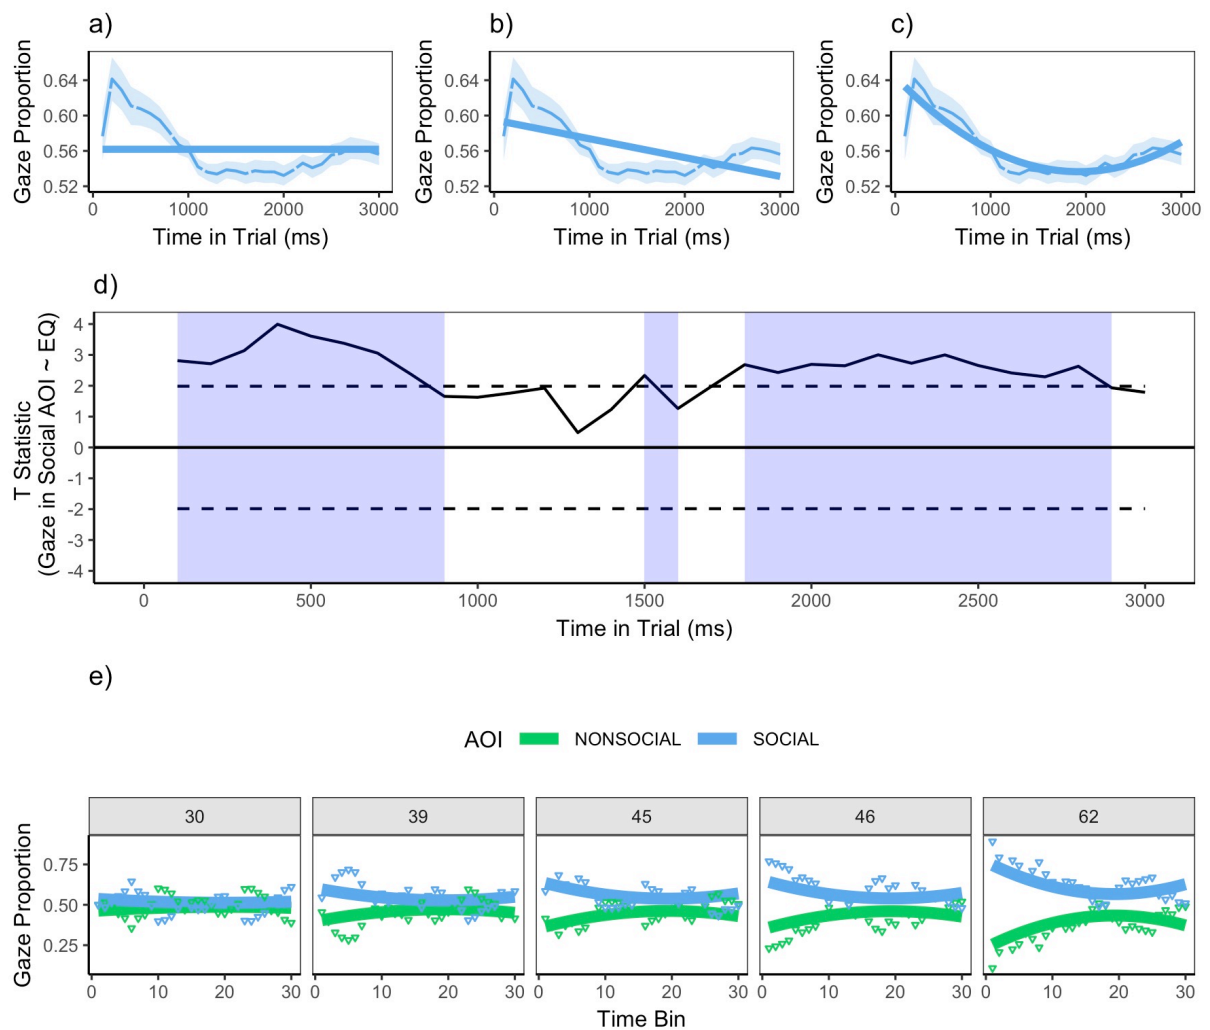 a)
b)
c)
Gaze Proportion
0.64
0.60
0.56
0.52
0
1000
2000
3000
Time in Trial (ms)
Gaze Proportion
0.64
0.60
0.56
0.52
0
1000
2000
3000
Time in Trial (ms)
Gaze Proportion
0.64
0.60
0.56
0.52
0
1000
2000
3000
Time in Trial (ms)
d)
T Statistic
(Gaze in Social AOI ~ EQ)
4
3
2
1
0
-1
-2
-3
-4
0
500
1000
1500
2000
2500
3000
Time in Trial (ms)
e)
AOI NONSOCIAL SOCIAL
30
39
45
46
62
Gaze Proportion
0.75
0.50
0.25
0 10 20 30
0 10 20 30
0 10 20 30
0 10 20 30
0 10 20 30
Time Bin